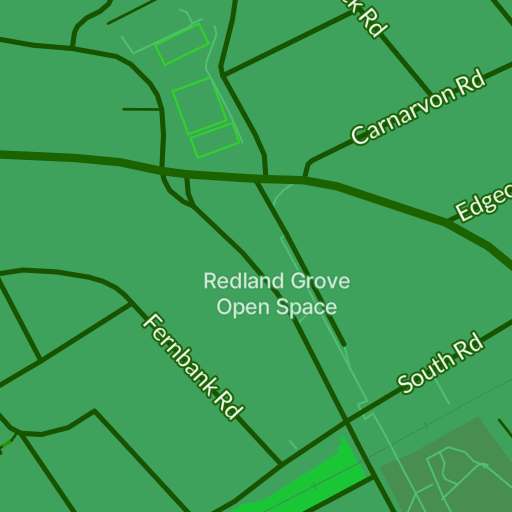 Carnarvon Rd
Redland Grove
Open Space
Fernbank Rd
South Rd